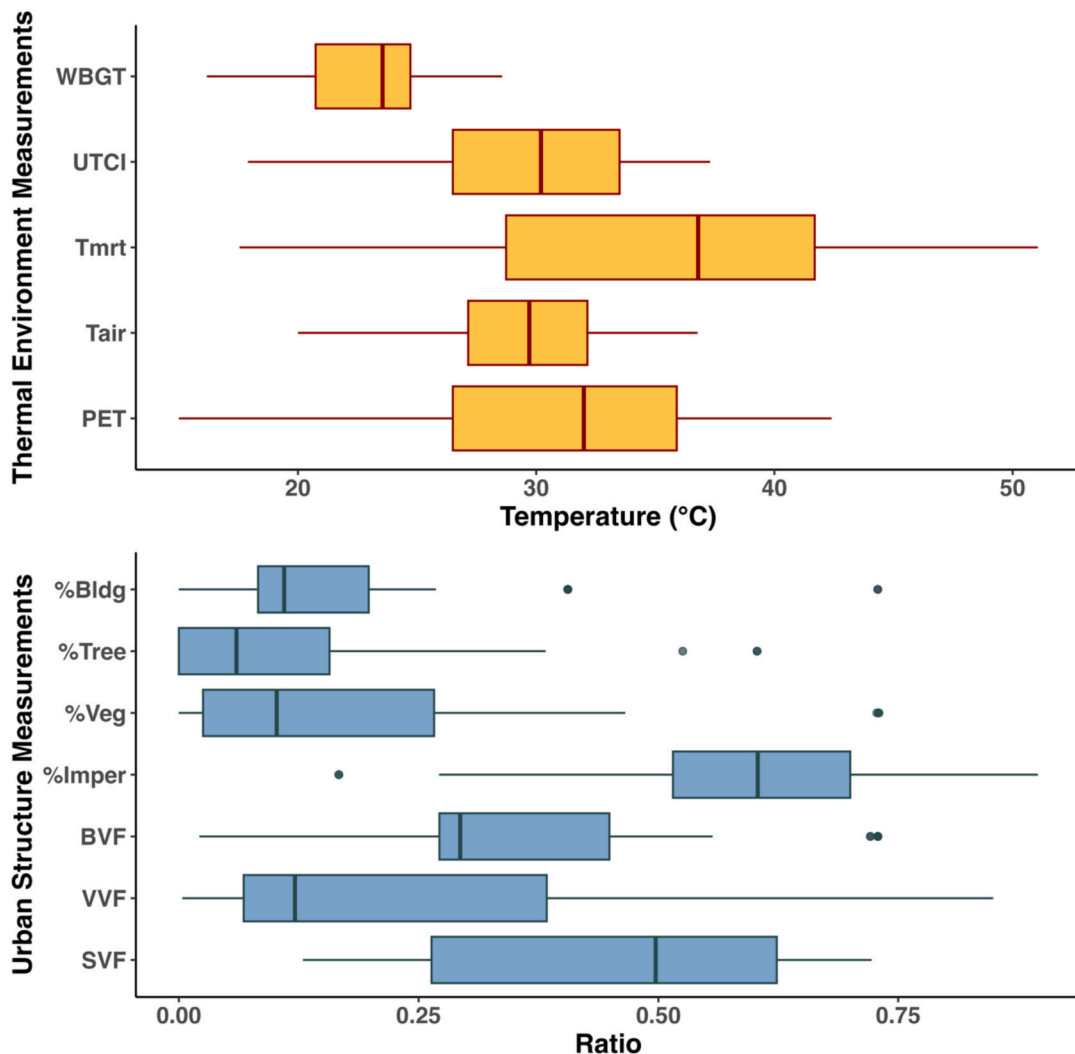 Thermal Environment Measurements
WBGT
UTCI
Tmrt
Tair
PET
20 30 40 50
Temperature (°C)
Urban Structure Measurements
%Bldg
%Tree
%Veg
%Imper
BVF
VVF
SVF
0.00 0.25 0.50 0.75
Ratio